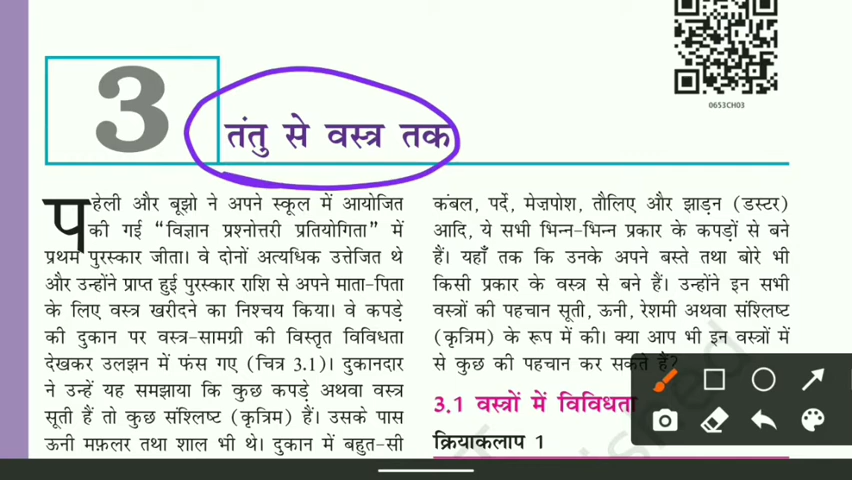 0653CH03
3
तंतु से वस्त्र तक
पहेली और बूझो ने अपने स्कूल में आयोजित
की गई “विज्ञान प्रश्नोत्तरी प्रतियोगिता” में
प्रथम पुरस्कार जीता। वे दोनों अत्यधिक उत्तेजित थे
और उन्होंने प्राप्त हुई पुरस्कार राशि से अपने माता-पिता
के लिए वस्त्र खरीदने का निश्चय किया। वे कपड़े
की दुकान पर वस्त्र-सामग्री की विस्तृत विविधता
देखकर उलझन में फंस गए (चित्र 3.1)। दुकानदार
ने उन्हें यह समझाया कि कुछ कपड़े अथवा वस्त्र
सूती हैं तो कुछ संश्लिष्ट (कृत्रिम) हैं। उसके पास
ऊनी मफ़लर तथा शाल भी थे। दुकान में बहुत-सी
कंबल, पर्दे, मेज़पोश, तौलिए और झाड़न (डस्टर)
आदि, ये सभी भिन्न-भिन्न प्रकार के कपड़ों से बने
हैं। यहाँ तक कि उनके अपने बस्ते तथा बोरे भी
किसी प्रकार के वस्त्र से बने हैं। उन्होंने इन सभी
वस्त्रों की पहचान सूती, ऊनी, रेशमी अथवा संश्लिष्ट
(कृत्रिम) के रूप में की। क्या आप भी इन वस्त्रों में
से कुछ की पहचान कर सकते हैं?
3.1 वस्त्रों में विविधता
क्रियाकलाप 1